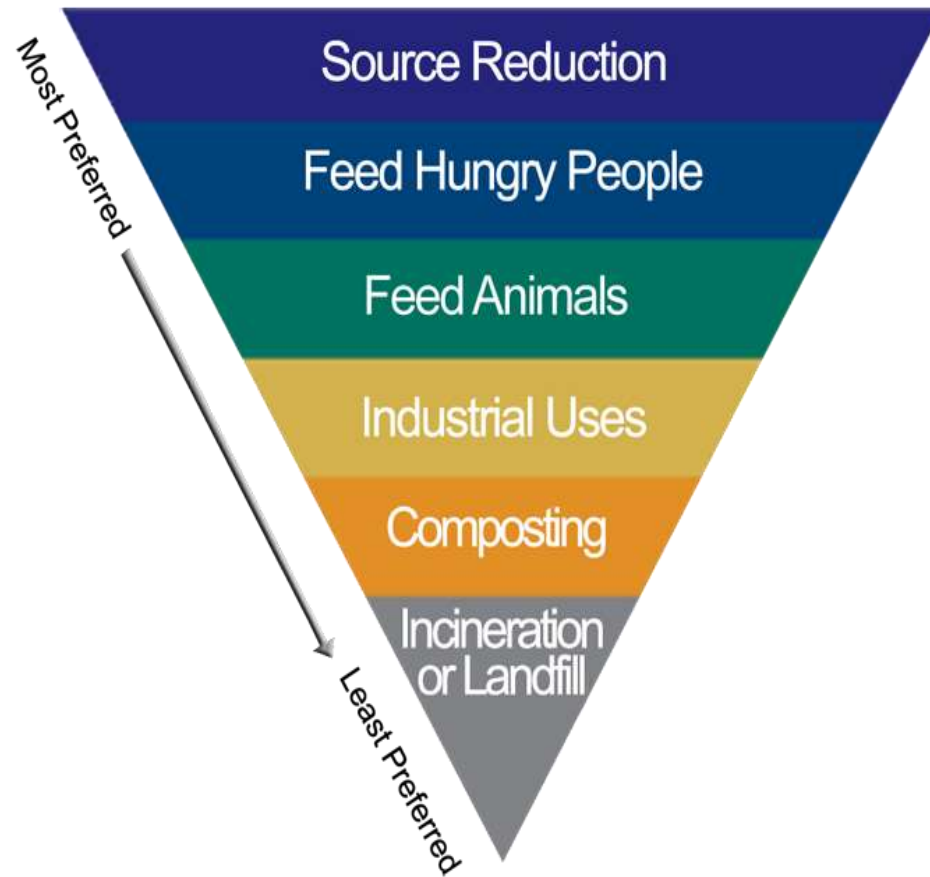 Source Reduction
Feed Hungry People
Feed Animals
Industrial Uses
Composting
Incineration
or Landfill
Most Preferred
Least Preferred